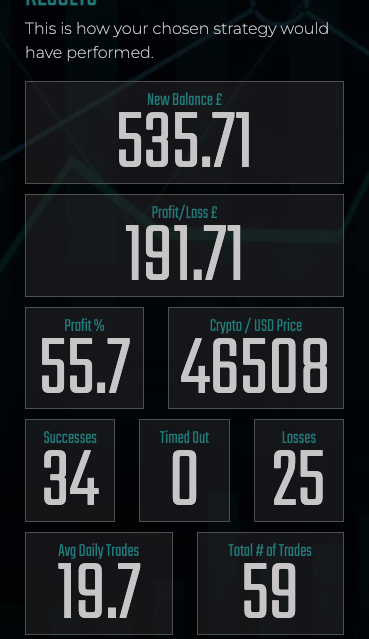 RESULTS
This is how your chosen strategy would
have performed.
New Balance £
535.71
Profit/Loss £
191.71
Profit %
Crypto / USD Price
55.7
46508
Successes
Timed Out
Losses
34
0
25
Avg Daily Trades
Total # of Trades
19.7
59